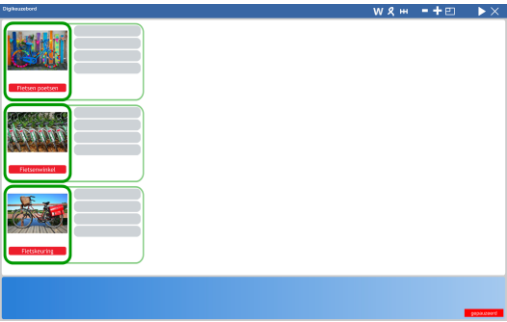 Digikeuzebord
W
Fietsen poetsen
Fietsenwinkel
Fietskeuring
gepauzeerd